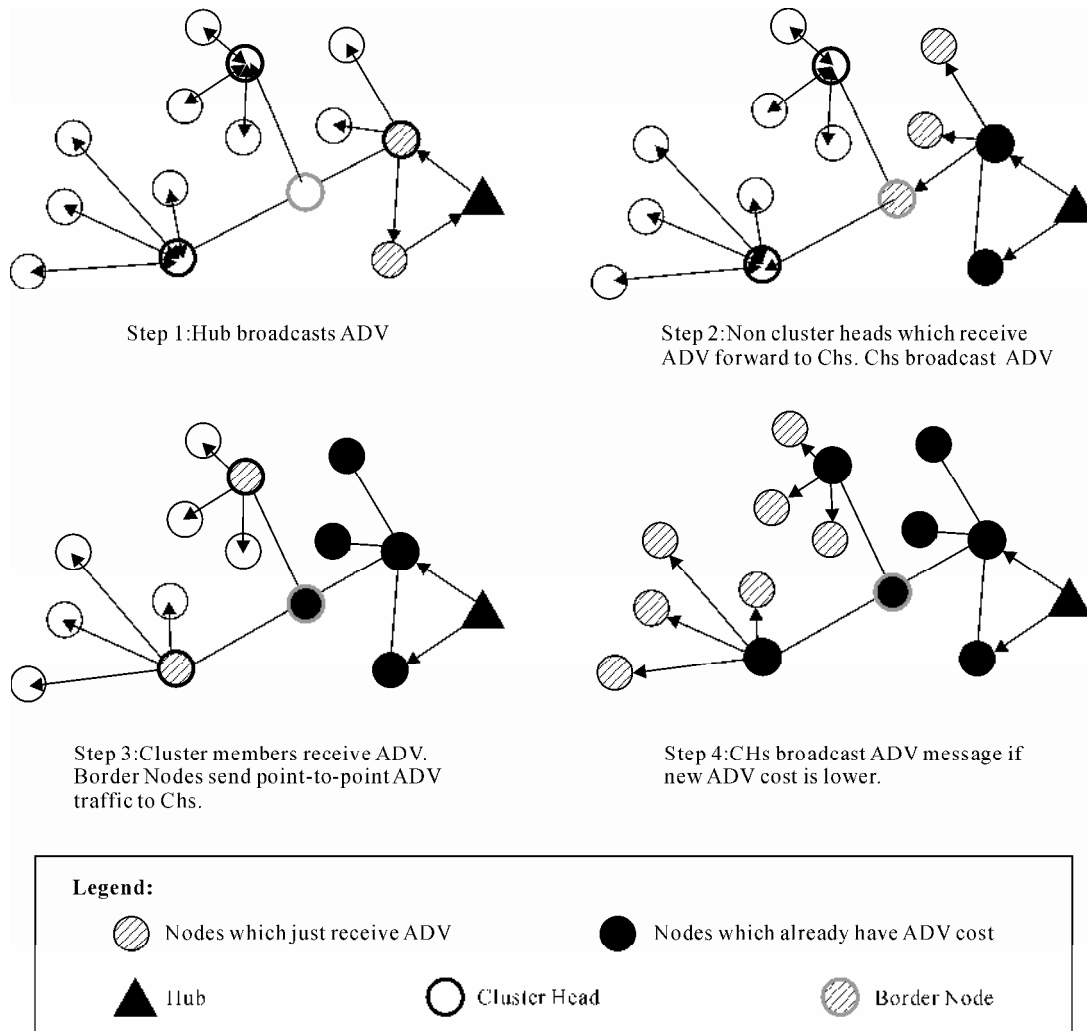 Step 1:Hub broadcasts ADV
Step 2:Non cluster heads which receive
ADV forward to Chs. Chs broadcast ADV
Step 3:Cluster members receive ADV.
Border Nodes send point-to-point ADV
traffic to Chs.
Step 4:CHs broadcast ADV message if
new ADV cost is lower.
Legend:
Nodes which just receive ADV
Nodes which already have ADV cost
Hub
Cluster Head
Border Node